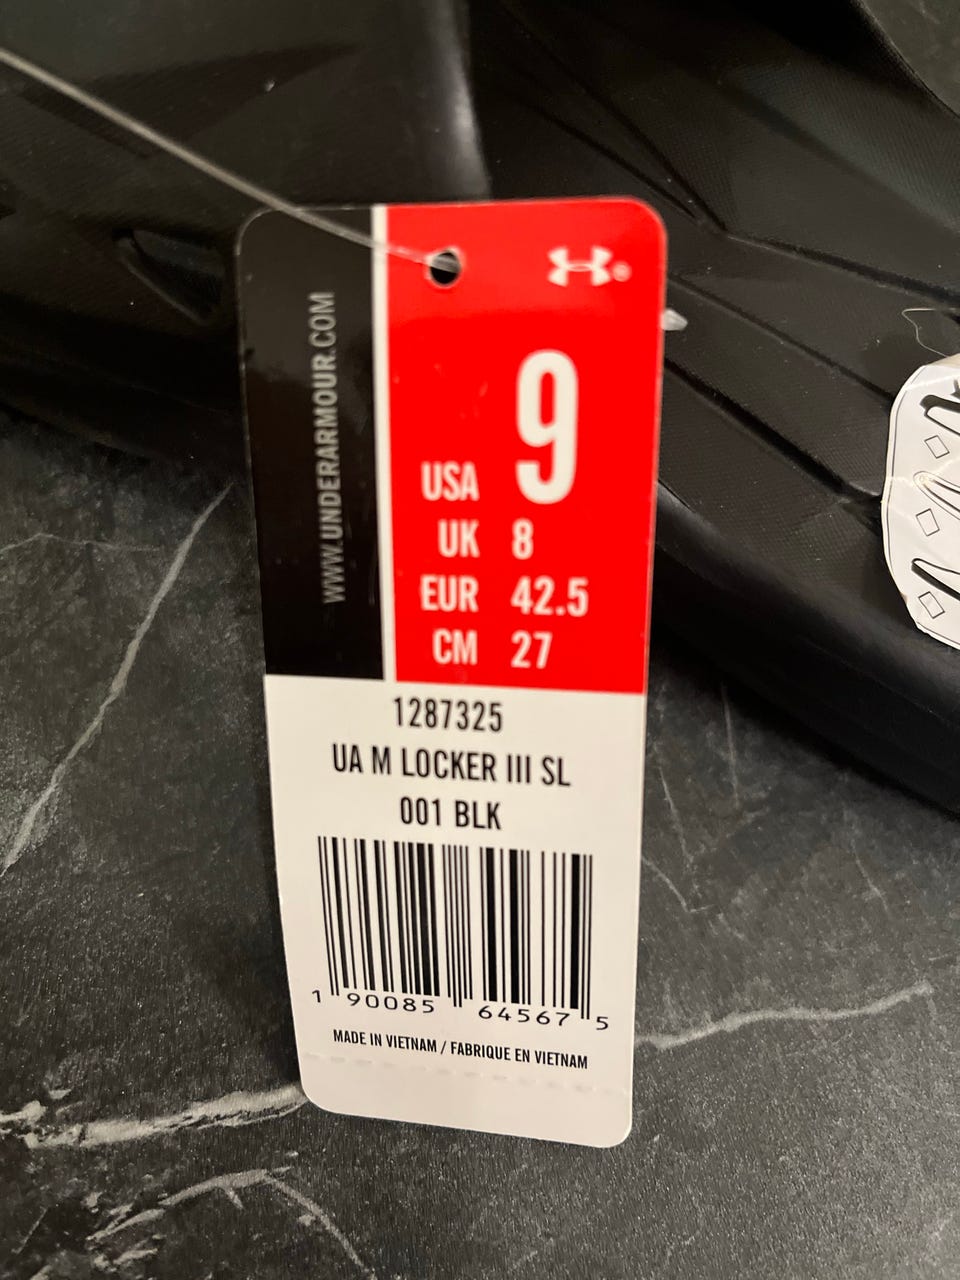 WWW.UNDERARMOUR.COM
USA 9
UK 8
EUR 42.5
CM 27
1287325
UA M LOCKER III SL
001 BLK
1 90085 64567 5
MADE IN VIETNAM / FABRIQUE EN VIETNAM